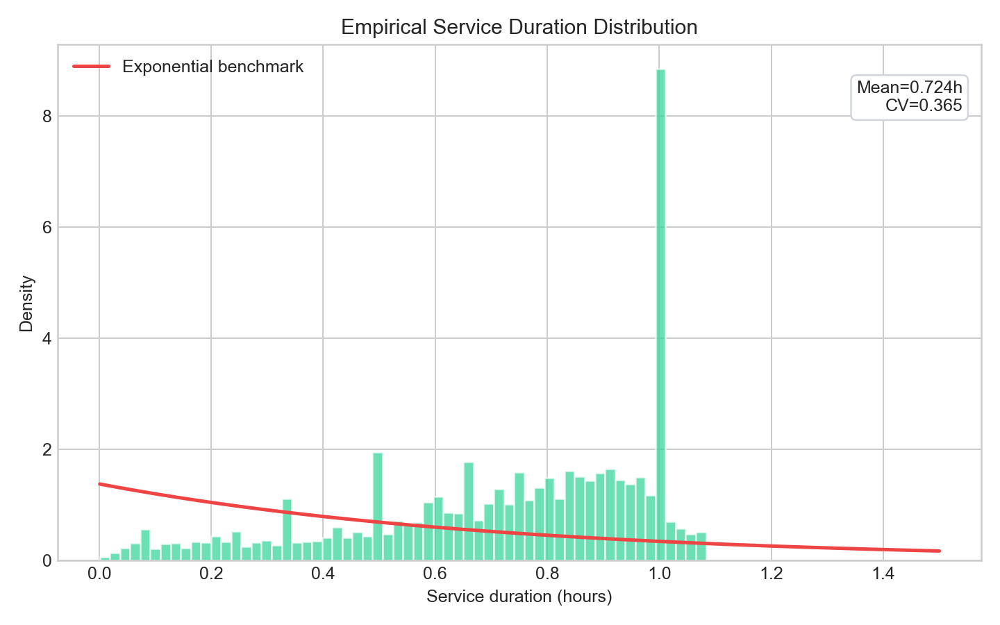 Empirical Service Duration Distribution
Exponential benchmark
Mean=0.724h
CV=0.365
Density
8
6
4
2
0
0.0 0.2 0.4 0.6 0.8 1.0 1.2 1.4
Service duration (hours)